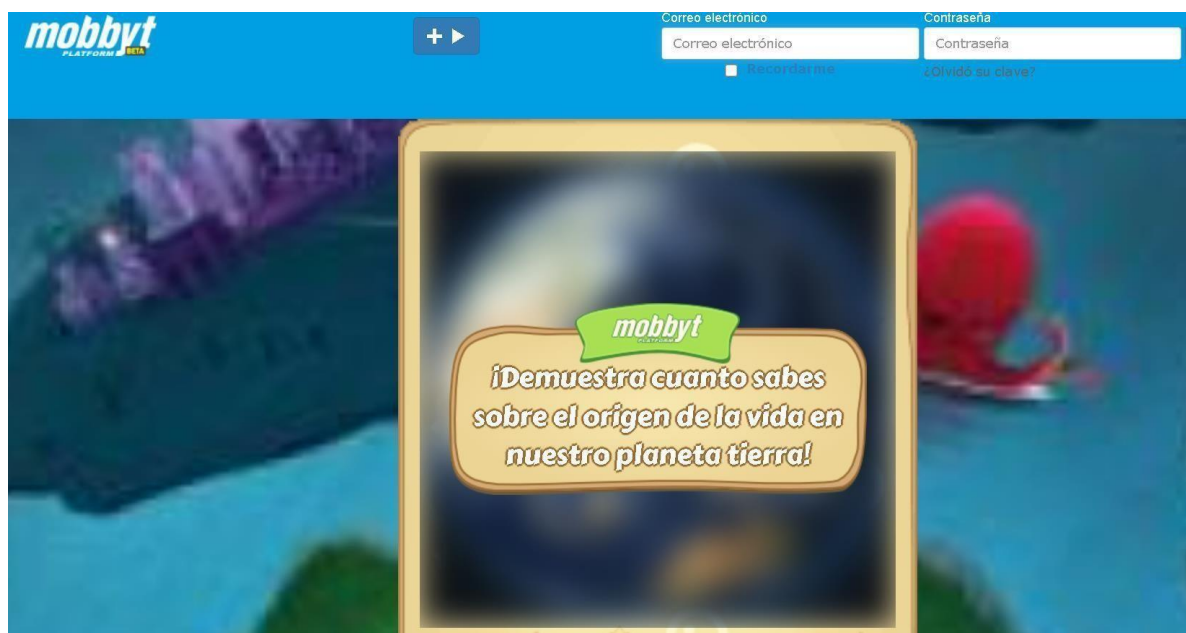 mobbyt
PLATFORM BETA
Correo electrónico
Contraseña
Correo electrónico
Contraseña
Recordarme
¿Olvidó su clave?
mobbyt
PLATFORM
¡Demuestra cuanto sabes
sobre el origen de la vida en
nuestro planeta tierra!